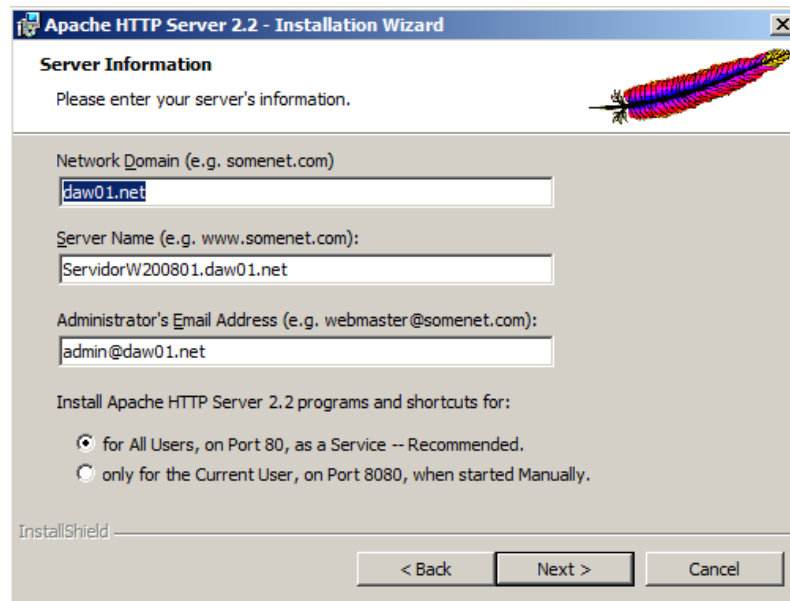 Apache HTTP Server 2.2 - Installation Wizard
Server Information
Please enter your server's information.
Network Domain (e.g. somenet.com)
daw01.net
Server Name (e.g. www.somenet.com):
ServidorW200801.daw01.net
Administrator's Email Address (e.g. webmaster@somenet.com):
admin@daw01.net
Install Apache HTTP Server 2.2 programs and shortcuts for:
for All Users, on Port 80, as a Service -- Recommended.
only for the Current User, on Port 8080, when started Manually.
InstallShield
< Back Next > Cancel